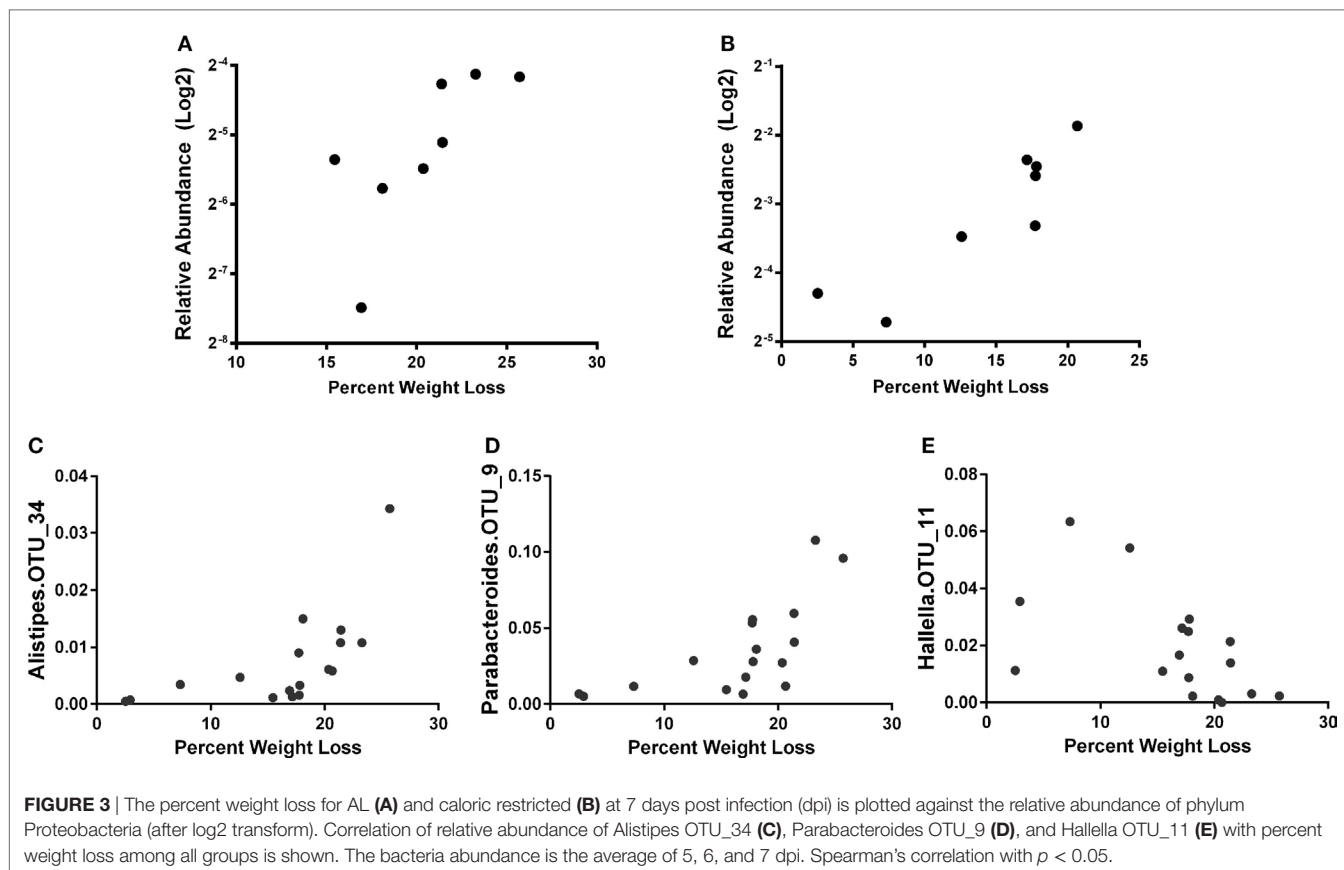 A
Relative Abundance (Log2)
2-4
2-5
2-6
2-7
2-8
10 15 20 25 30
Percent Weight Loss
B
Relative Abundance (Log2)
2-1
2-2
2-3
2-4
2-5
0 5 10 15 20 25
Percent Weight Loss
C
Alistipes.OTU_34
0.04
0.03
0.02
0.01
0.00
0 10 20 30
Percent Weight Loss
D
Parabacteroides.OTU_9
0.15
0.10
0.05
0.00
0 10 20 30
Percent Weight Loss
E
Hallella.OTU_11
0.08
0.06
0.04
0.02
0.00
0 10 20 30
Percent Weight Loss
FIGURE 3 | The percent weight loss for AL (A) and caloric restricted (B) at 7 days post infection (dpi) is plotted against the relative abundance of phylum
Proteobacteria (after log2 transform). Correlation of relative abundance of Alistipes OTU_34 (C), Parabacteroides OTU_9 (D), and Hallella OTU_11 (E) with percent
weight loss among all groups is shown. The bacteria abundance is the average of 5, 6, and 7 dpi. Spearman's correlation with p < 0.05.